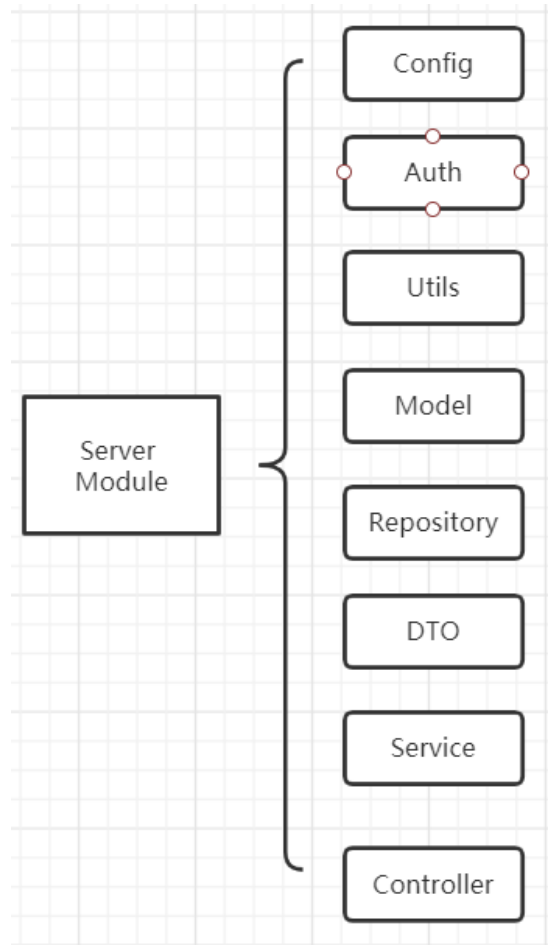 Config
Auth
Utils
Model
Server
Module
Repository
DTO
Service
Controller